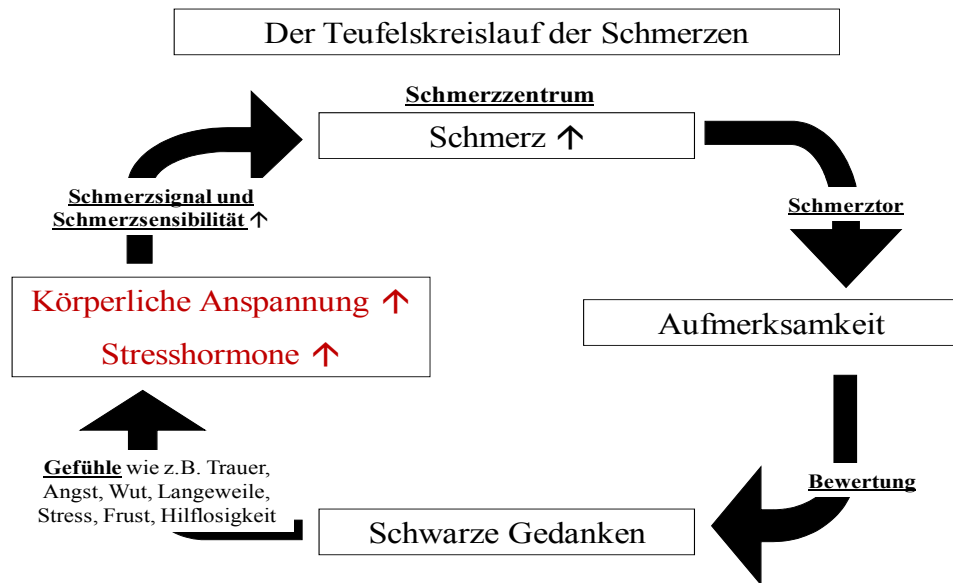 Der Teufelskreislauf der Schmerzen
Schmerzzentrum
Schmerz ↑
Schmerzsignal und
Schmerzsensibilität ↑
Schmerztor
Körperliche Anspannung ↑
Stresshormone ↑
Aufmerksamkeit
Gefühle wie z.B. Trauer,
Angst, Wut, Langeweile,
Stress, Frust, Hilflosigkeit
Bewertung
Schwarze Gedanken